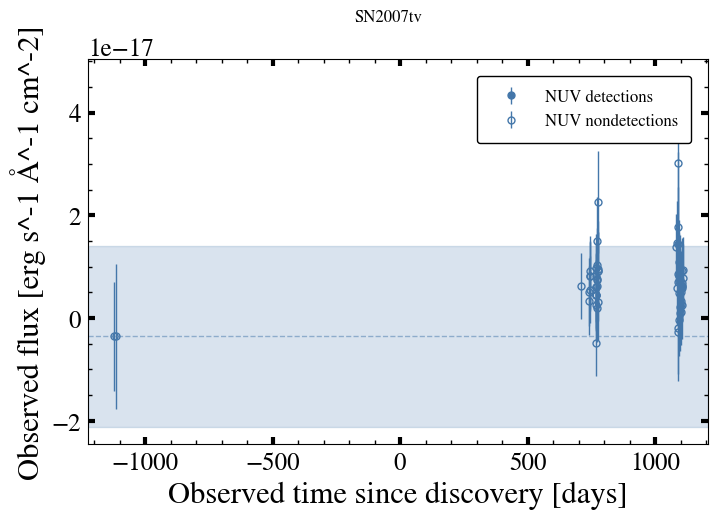 SN2007tv
1e−17
Observed flux [erg s^-1 Å^-1 cm^-2]
4
2
0
−2
NUV detections
NUV nondetections
−1000
−500
0
500
1000
Observed time since discovery [days]